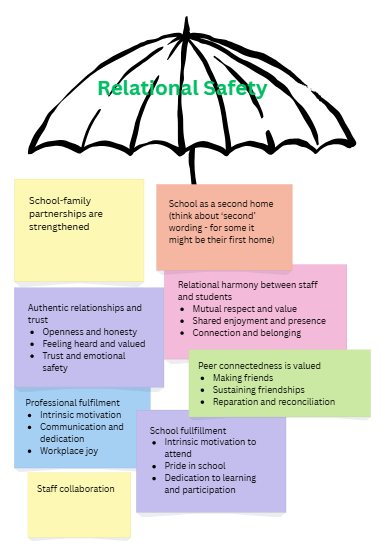 Relational Safety
School-family
partnerships are
strengthened
School as a second home
(think about ‘second’
wording - for some it
might be their first home)
Relational harmony between staff
and students
• Mutual respect and value
• Shared enjoyment and presence
• Connection and belonging
Authentic relationships and
trust
• Openness and honesty
• Feeling heard and valued
• Trust and emotional
safety
Peer connectedness is valued
• Making friends
• Sustaining friendships
• Reparation and reconciliation
Professional fulfilment
• Intrinsic motivation
• Communication and
dedication
• Workplace joy
School fullfillment
• Intrinsic motivation to
attend
• Pride in school
• Dedication to learning
and participation
Staff collaboration